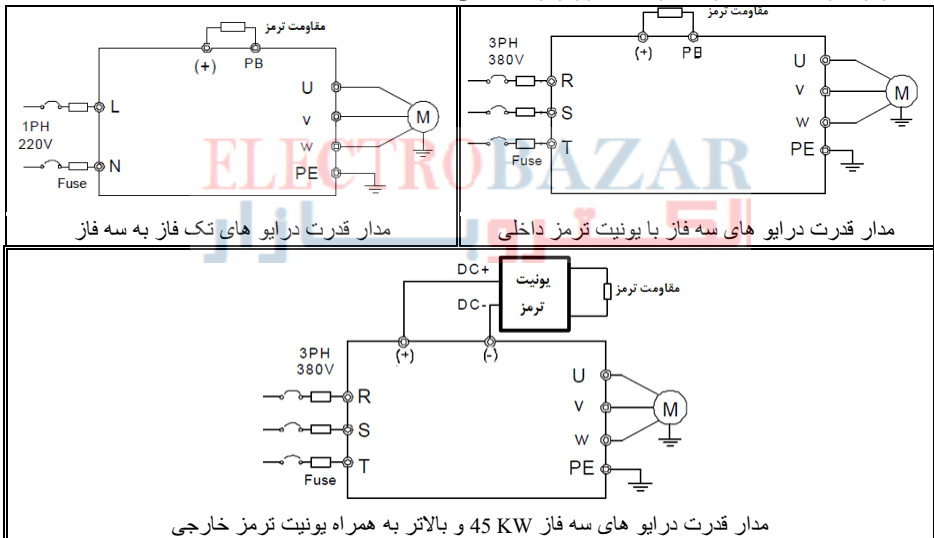 مقاومت ترمز
(+) PB
U
V
W
PE
M
L
1PH
220V
N
Fuse
مدار قدرت درایو های تک فاز به سه فاز
مقاومت ترمز
(+) PB
3PH
380V
R
S
T
Fuse
U
V
W
PE
M
مدار قدرت درایو های سه فاز با یونیت ترمز داخلی
ELECTROBAZAR
الکتروبازار
DC+
DC-
یونیت
ترمز
مقاومت ترمز
(+) (-)
3PH
380V
R
S
T
Fuse
U
V
W
PE
M
مدار قدرت درایو های سه فاز 45 KW و بالاتر به همراه یونیت ترمز خارجی